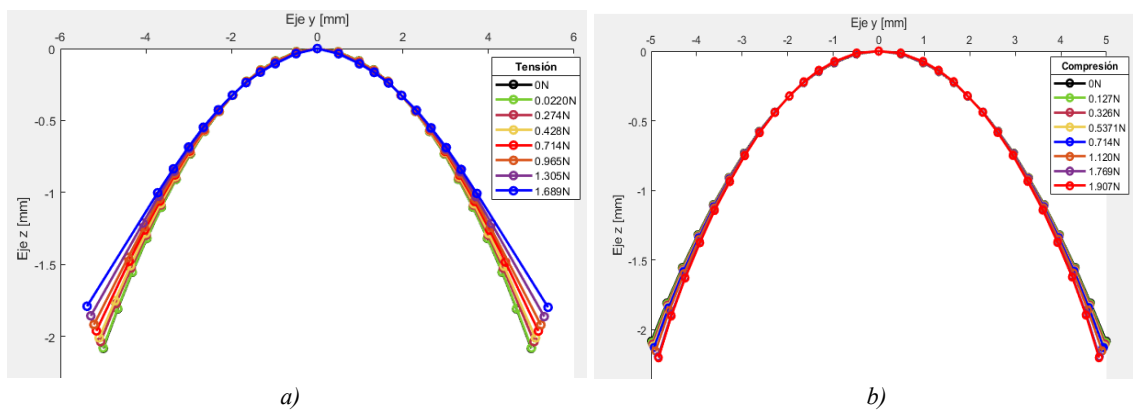 Eje y [mm]
-6 -4 -2 0 2 4 6
0
-0.5
-1
-1.5
-2
Eje z [mm]
Tensión
0N
0.0220N
0.274N
0.428N
0.714N
0.965N
1.305N
1.689N
a)
Eje y [mm]
-5 -4 -3 -2 -1 0 1 2 3 4 5
0
-0.5
-1
-1.5
-2
Eje z [mm]
Compresión
0N
0.127N
0.326N
0.5371N
0.714N
1.120N
1.769N
1.907N
b)